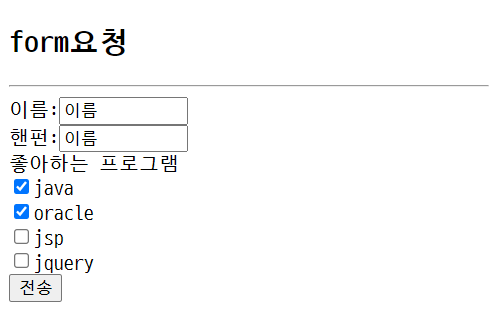 form요청
이름:이름
핸펀:이름
좋아하는 프로그램
java
oracle
jsp
jquery
전송